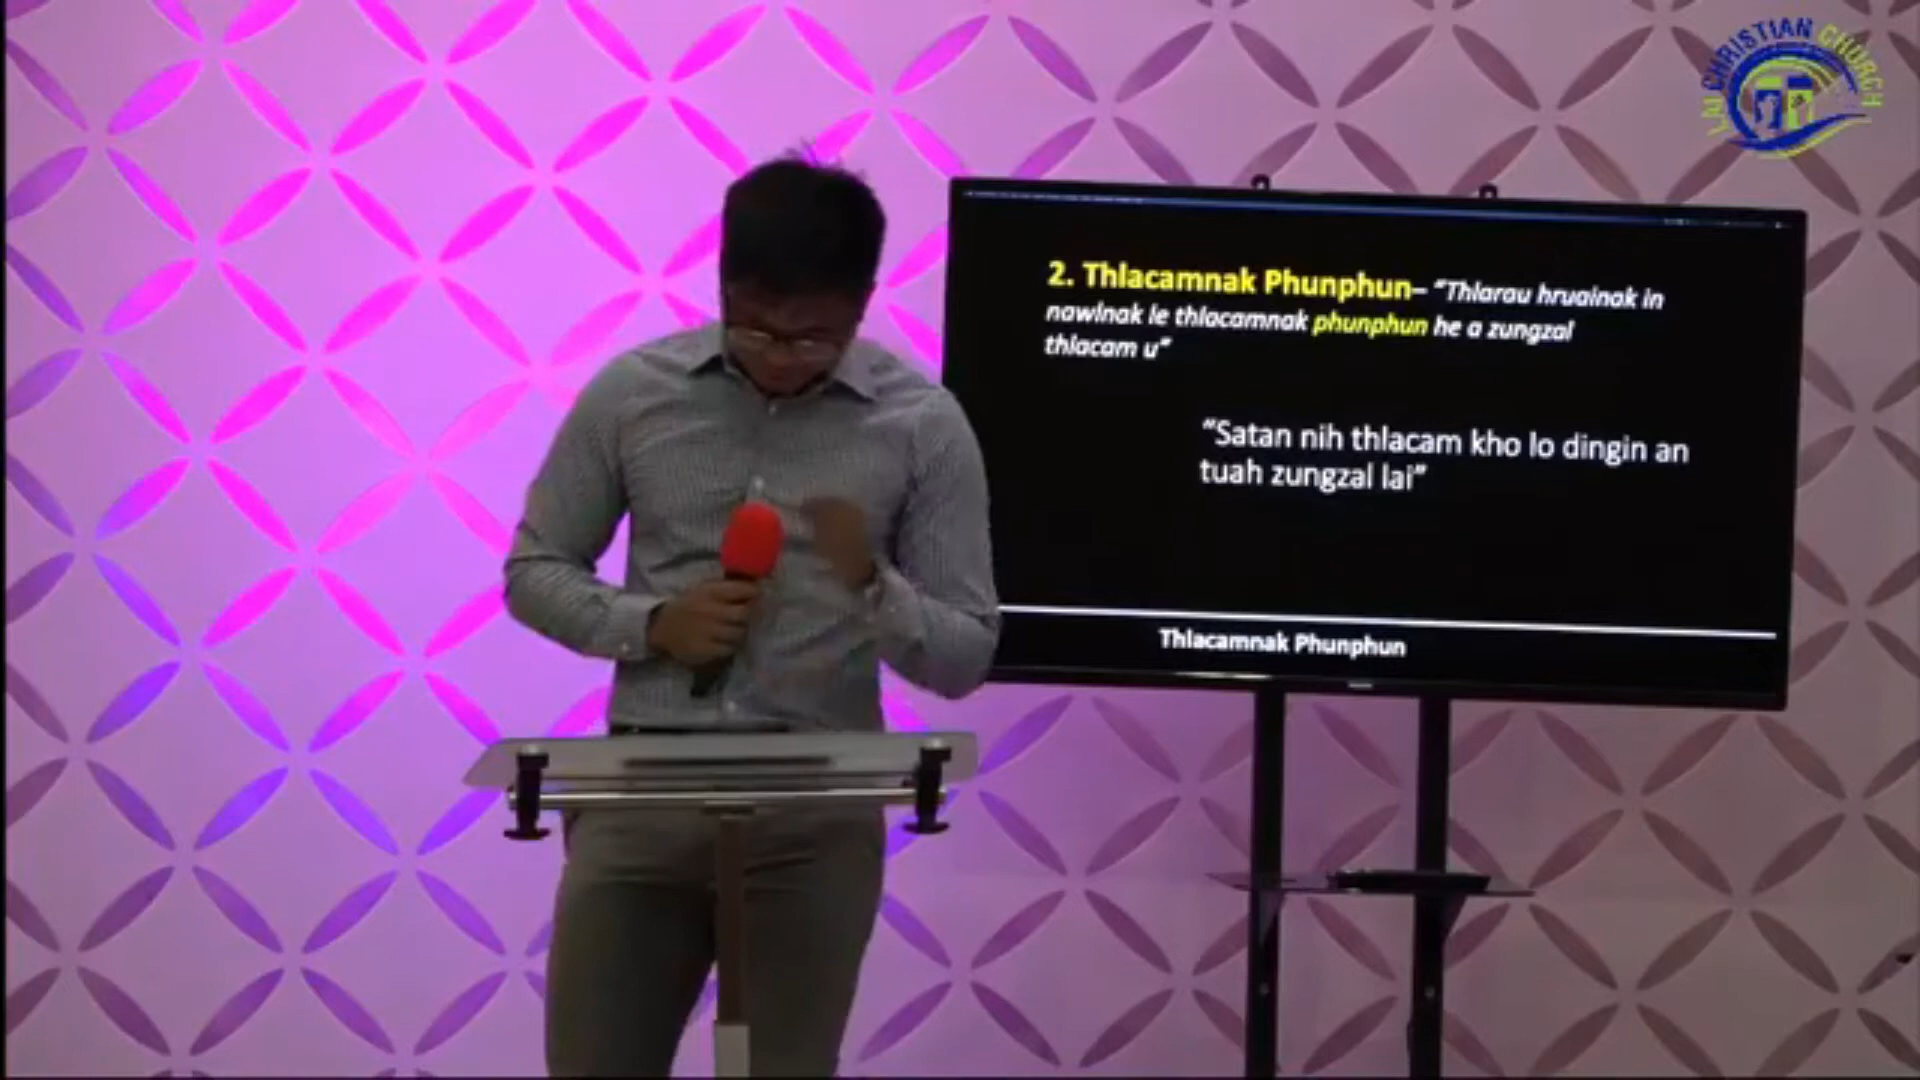 LAI CHRISTIAN CHURCH
2. Thlacamnak Phunphun– “Thlarau hruainak in
nawlnak le thlacamnak phunphun he a zungzal
thlacam u”
“Satan nih thlacam kho lo dingin an
tuah zungzal lai”
Thlacamnak Phunphun